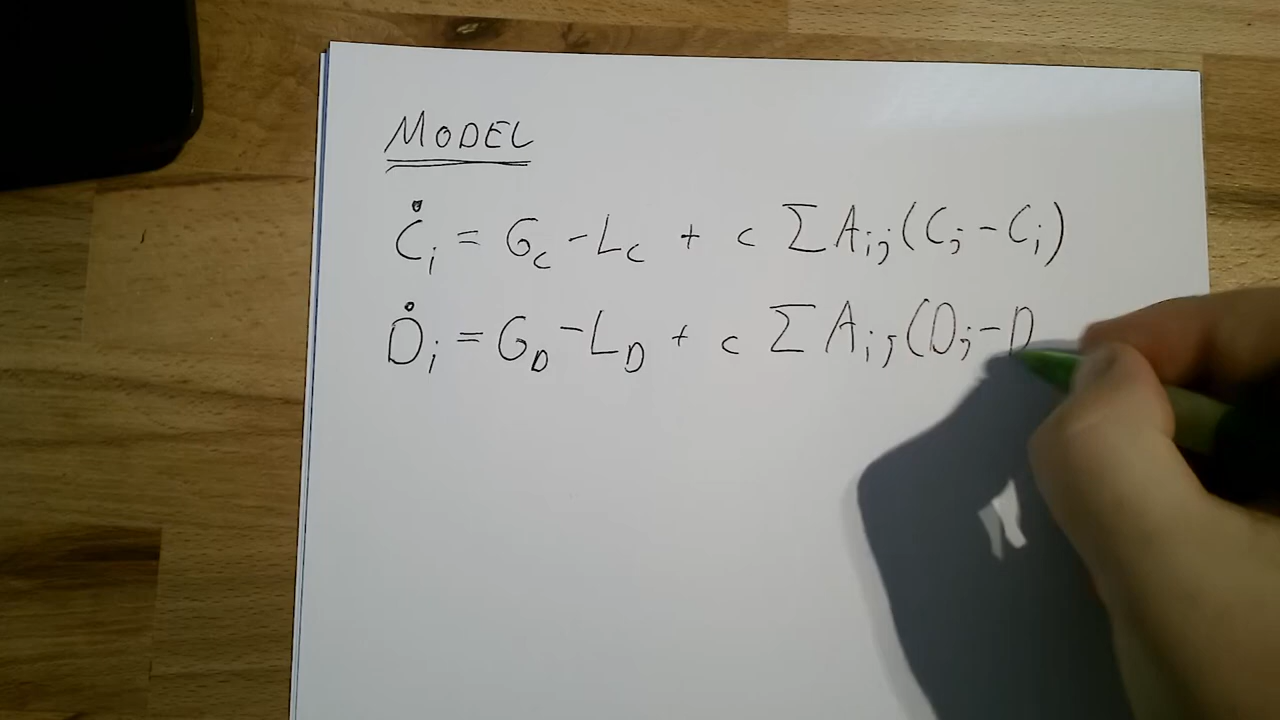 MODEL
Ċᵢ = G_C - L_C + c ΣAᵢⱼ(Cⱼ - Cᵢ)
Ḋᵢ = G_D - L_D + c ΣAᵢⱼ(Dⱼ - D